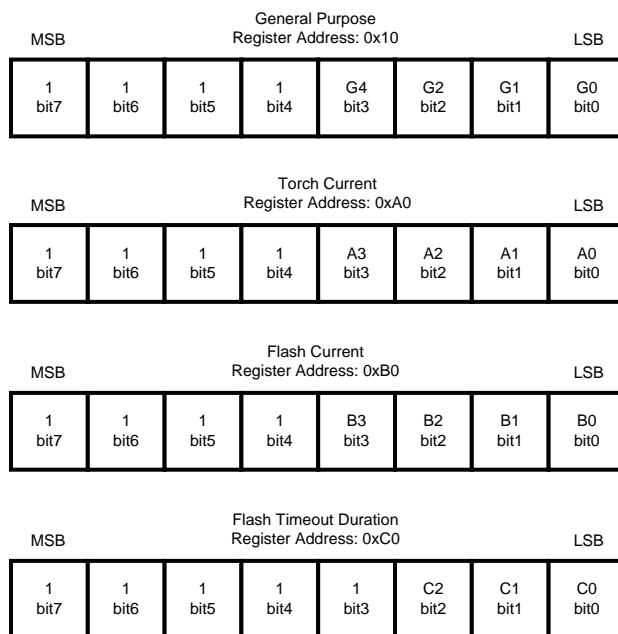 General Purpose
MSB Register Address: 0x10 LSB
1 1 1 1 G4 G2 G1 G0
bit7 bit6 bit5 bit4 bit3 bit2 bit1 bit0
Torch Current
MSB Register Address: 0xA0 LSB
1 1 1 1 A3 A2 A1 A0
bit7 bit6 bit5 bit4 bit3 bit2 bit1 bit0
Flash Current
MSB Register Address: 0xB0 LSB
1 1 1 1 B3 B2 B1 B0
bit7 bit6 bit5 bit4 bit3 bit2 bit1 bit0
Flash Timeout Duration
MSB Register Address: 0xC0 LSB
1 1 1 1 1 C2 C1 C0
bit7 bit6 bit5 bit4 bit3 bit2 bit1 bit0